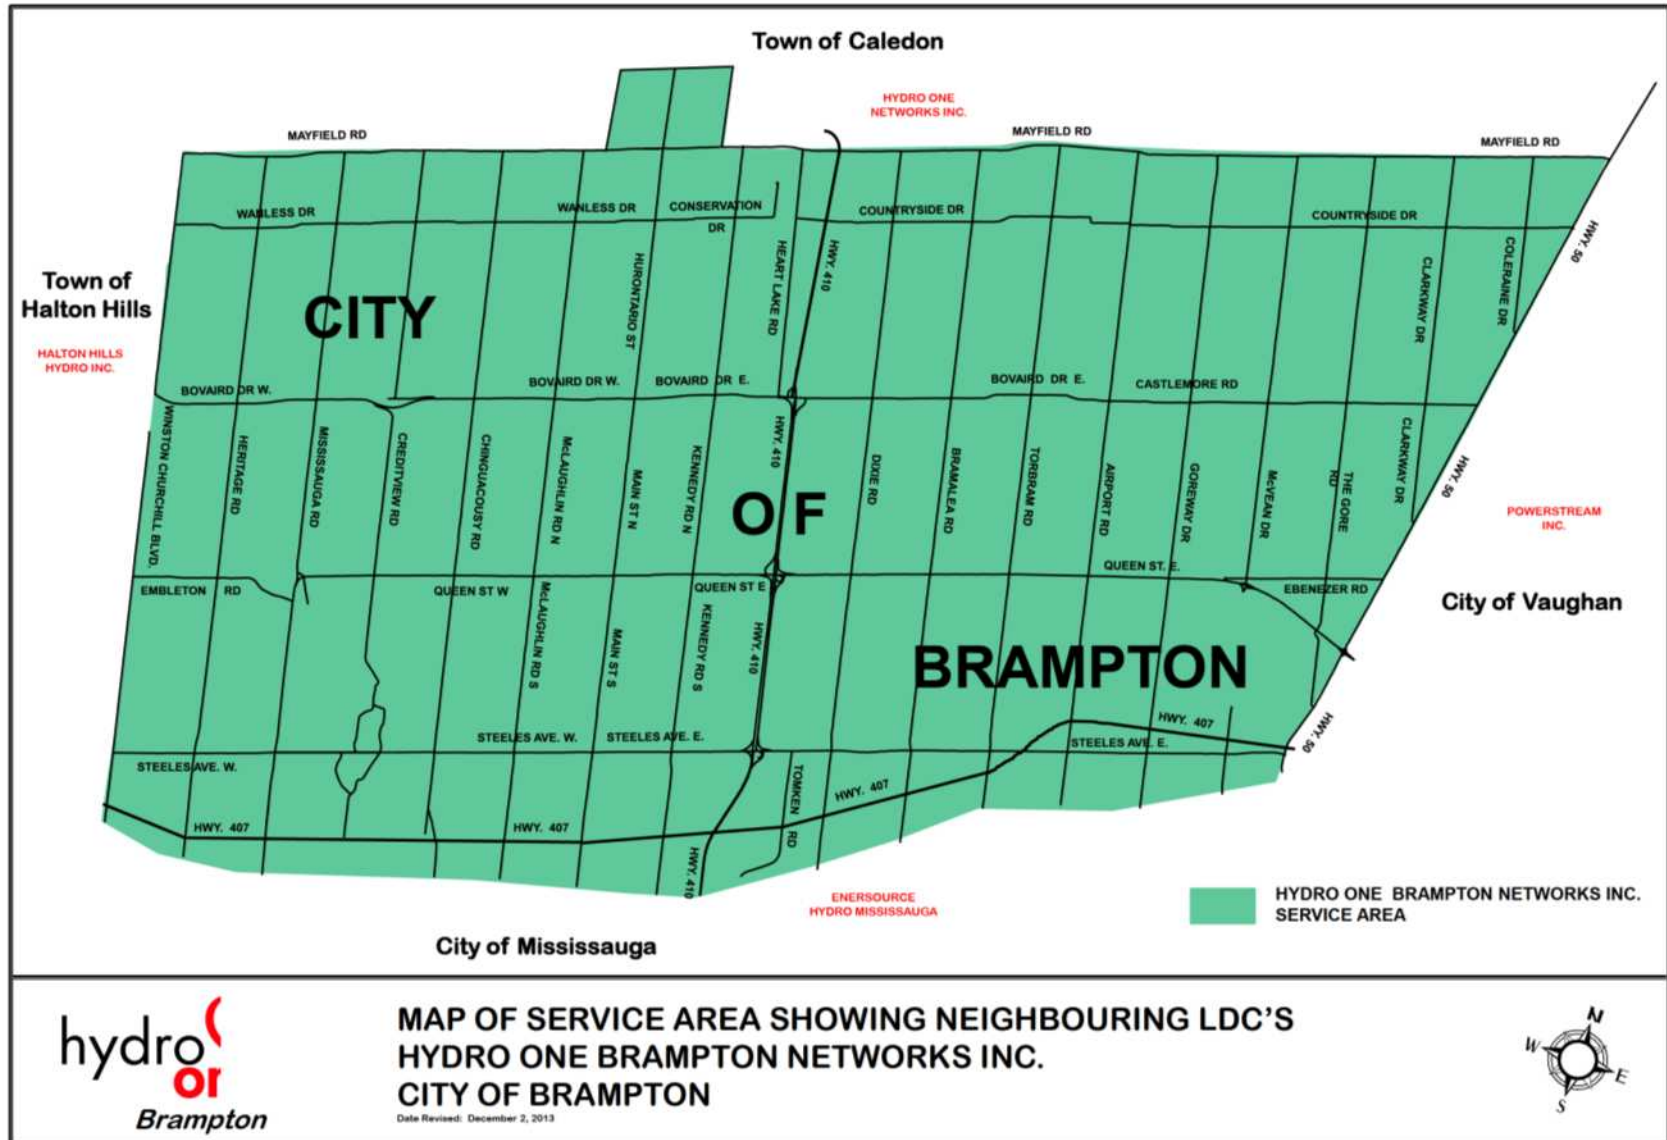 Town of Caledon
HYDRO ONE
NETWORKS INC.
MAYFIELD RD
MAYFIELD RD
MAYFIELD RD
WANLESS DR
WANLESS DR
CONSERVATION
DR
COUNTRYSIDE DR
COUNTRYSIDE DR
HWY. 50
Town of
Halton Hills
HALTON HILLS
HYDRO INC.
CITY
HURONTARIO ST
HEART LAKE RD
HWY. 410
CLARKWAY DR
COLERAINE DR
BOVAIRD DR W.
BOVAIRD DR W.
BOVAIRD DR E.
BOVAIRD DR E.
CASTLEMORE RD
WINSTON CHURCHILL BLVD.
HERITAGE RD
MISSISSAUGA RD
CREDITVIEW RD
CHINGUACOUSY RD
McLAUGHLIN RD N
MAIN ST N
KENNEDY RD N
HWY. 410
OF
DIXIE RD
BRAMALEA RD
TORBRAM RD
AIRPORT RD
GOREWAY DR
McVEAN DR
THE GORE
RD
CLARKWAY DR
HWY. 50
POWERSTREAM
INC.
EMBLETON RD
QUEEN ST W
QUEEN ST E
QUEEN ST. E.
EBENEZER RD
City of Vaughan
McLAUGHLIN RD S
MAIN ST S
KENNEDY RD S
HWY. 410
BRAMPTON
HWY. 407
HWY. 50
STEELES AVE. W.
STEELES AVE. W.
STEELES AVE. E.
STEELES AVE. E.
TOMKEN RD
HWY. 407
HWY. 407
HWY. 407
HWY. 410
ENERSOURCE
HYDRO MISSISSAUGA
City of Mississauga
HYDRO ONE BRAMPTON NETWORKS INC.
SERVICE AREA
hydro
on
Brampton
MAP OF SERVICE AREA SHOWING NEIGHBOURING LDC'S
HYDRO ONE BRAMPTON NETWORKS INC.
CITY OF BRAMPTON
Date Revised: December 2, 2013
N
W
E
S